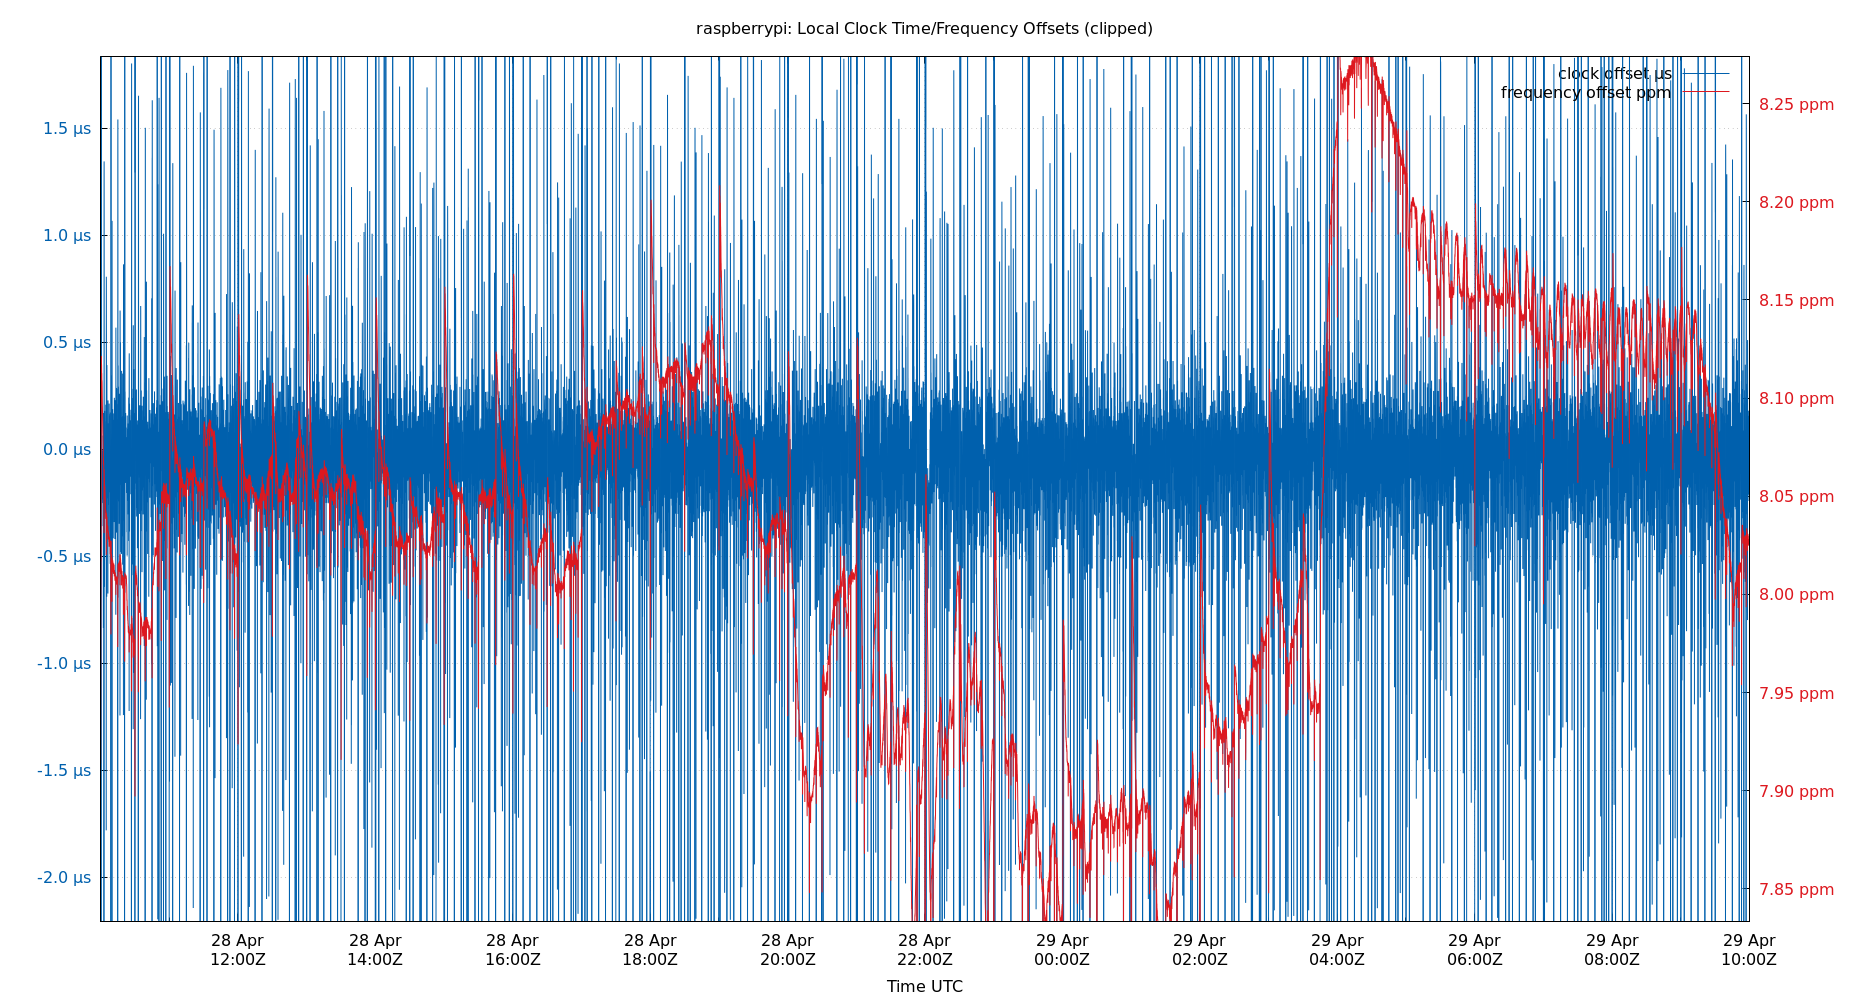 raspberrypi: Local Clock Time/Frequency Offsets (clipped)
clock offset µs
frequency offset ppm
1.5 µs
1.0 µs
0.5 µs
0.0 µs
-0.5 µs
-1.0 µs
-1.5 µs
-2.0 µs
8.25 ppm
8.20 ppm
8.15 ppm
8.10 ppm
8.05 ppm
8.00 ppm
7.95 ppm
7.90 ppm
7.85 ppm
28 Apr 28 Apr 28 Apr 28 Apr 28 Apr 28 Apr 29 Apr 29 Apr 29 Apr 29 Apr 29 Apr 29 Apr
12:00Z 14:00Z 16:00Z 18:00Z 20:00Z 22:00Z 00:00Z 02:00Z 04:00Z 06:00Z 08:00Z 10:00Z
Time UTC